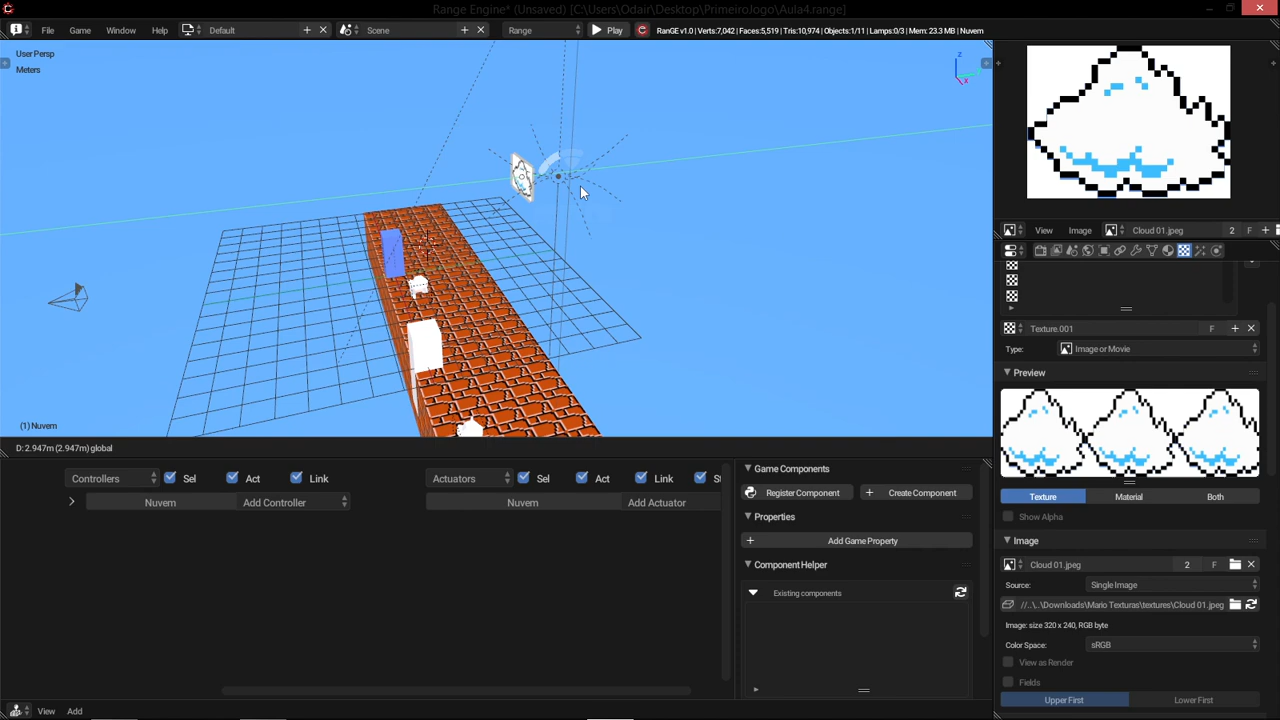 Range Engine* (Unsaved) [C:\Users\Odair\Desktop\PrimeiroJogo\Aula4.range]
File Game Window Help Default Scene Range Play RanGE v1.0 | Verts:7,042 | Faces:5,519 | Tris:10,974 | Objects:1/11 | Lamps:0/3 | Mem: 23.3 MB | Nuvem
User Persp
Meters
z
x
(1) Nuvem
D: 2.947m (2.947m) global
View Image Cloud 01.jpeg 2 F
Texture.001 F
Type: Image or Movie
Preview
Texture Material Both
Show Alpha
Image
Cloud 01.jpeg 2 F
Source: Single Image
//..\..\Downloads\Mario Texturas\textures\Cloud 01.jpeg
Image: size 320 x 240, RGB byte
Color Space: sRGB
View as Render
Fields
Upper First Lower First
Controllers Sel Act Link Actuators Sel Act Link St
Nuvem Add Controller Nuvem Add Actuator
Game Components
Register Component Create Component
Properties
Add Game Property
Component Helper
Existing components
View Add